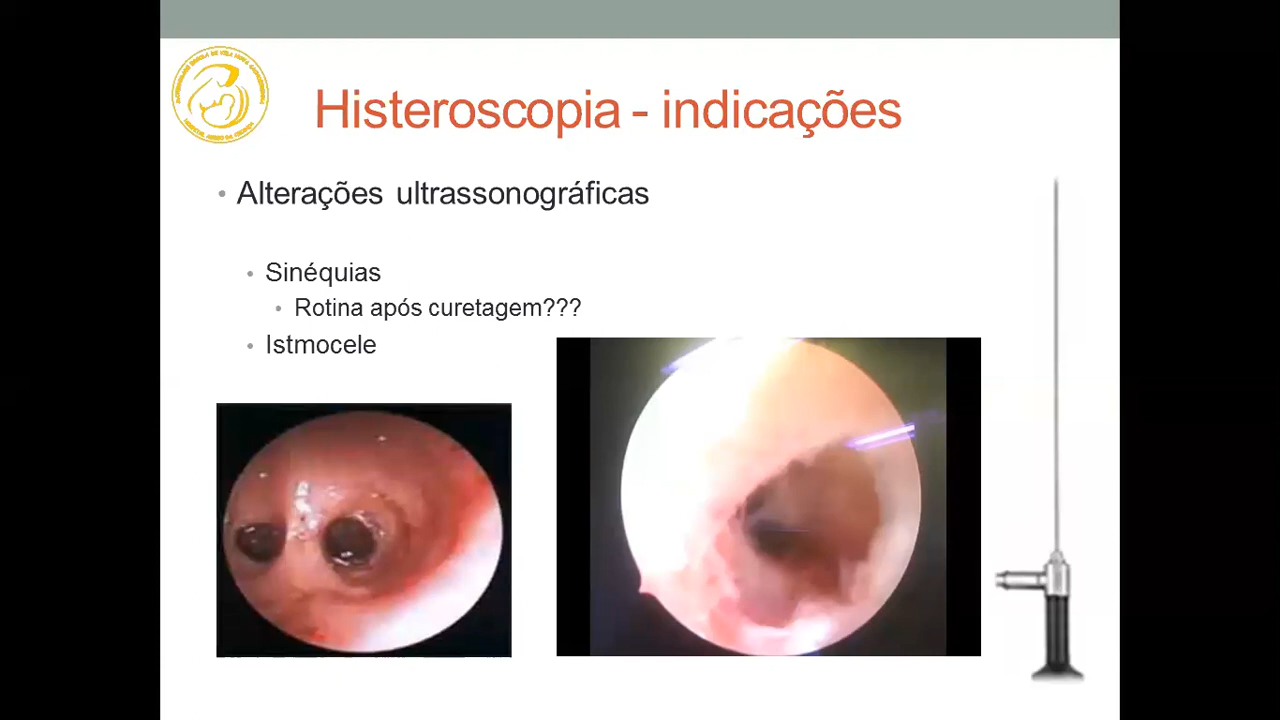 Histeroscopia - indicações
• Alterações ultrassonográficas
• Sinéquias
• Rotina após curetagem???
• Istmocele